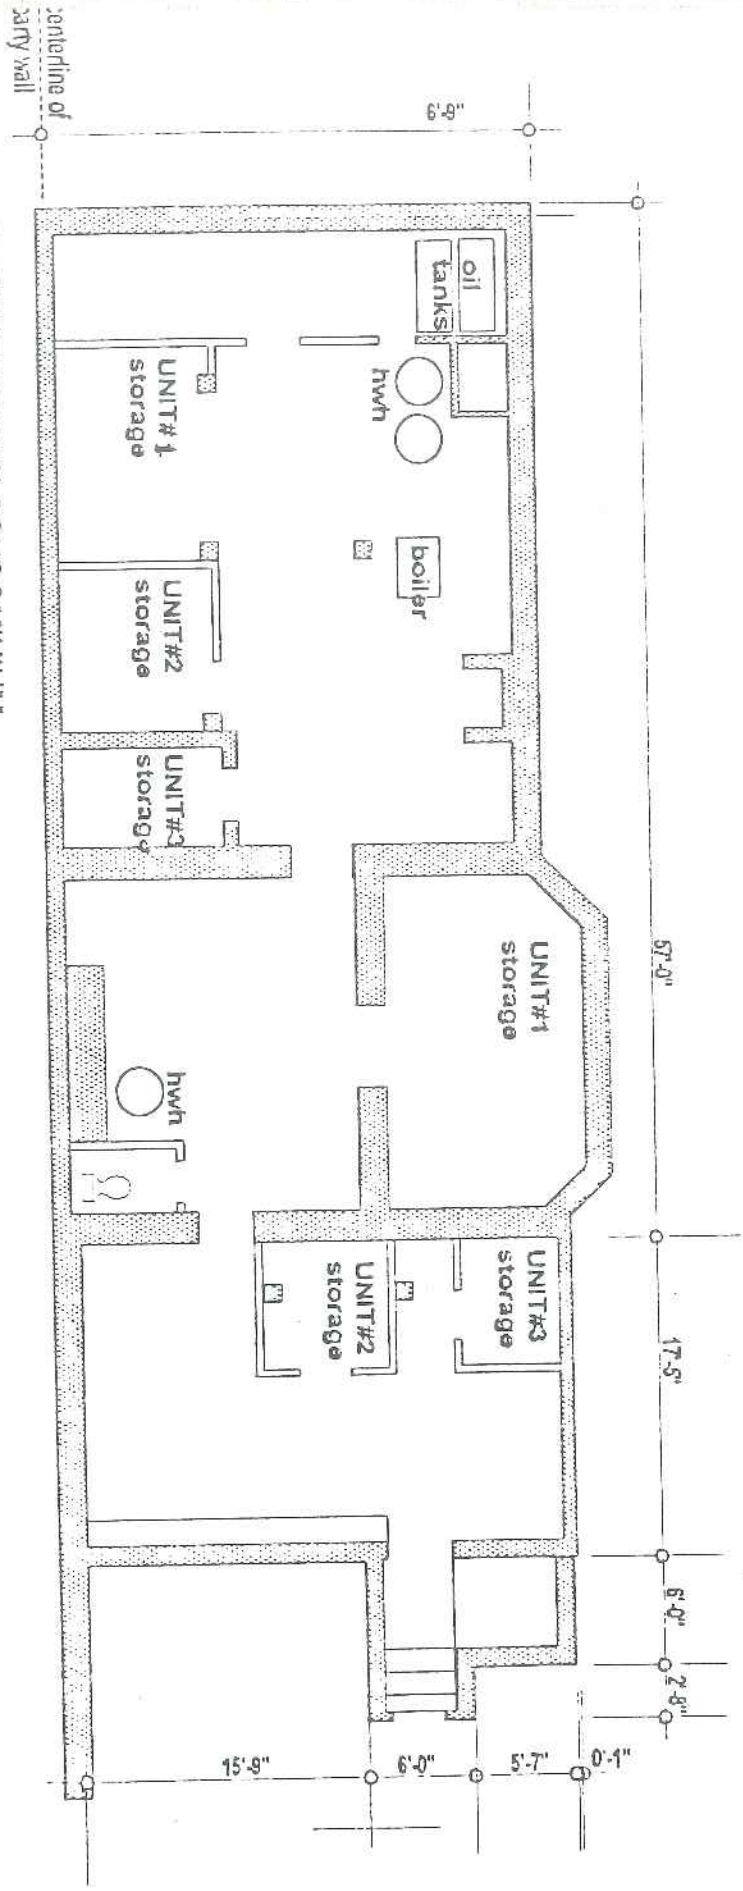 oil
tanks
hwh
boiler
UNIT#1
storage
UNIT#2
storage
UNIT#3
storage
UNIT#1
storage
hwh
UNIT#2
storage
UNIT#3
storage
57'-0"
17'-5"
6'-0"
2'-8"
15'-9"
6'-0"
5'-7"
0'-1"
centerline of
party wall